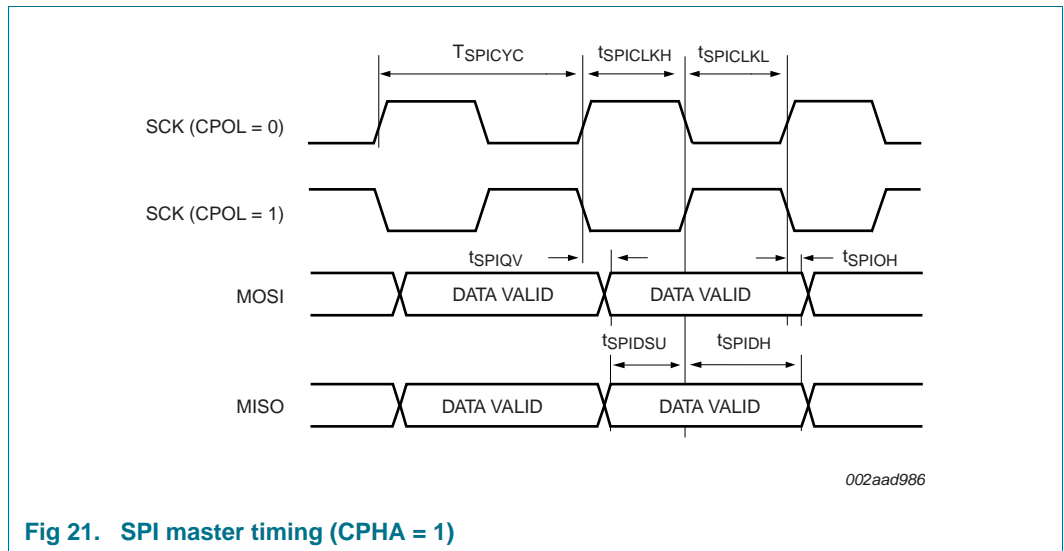 TSPICYC tSPICLKH tSPICLKL
SCK (CPOL = 0)
SCK (CPOL = 1)
tSPIQV tSPIOH
MOSI DATA VALID DATA VALID
tSPIDSU tSPIDH
MISO DATA VALID DATA VALID
002aad986
Fig 21. SPI master timing (CPHA = 1)